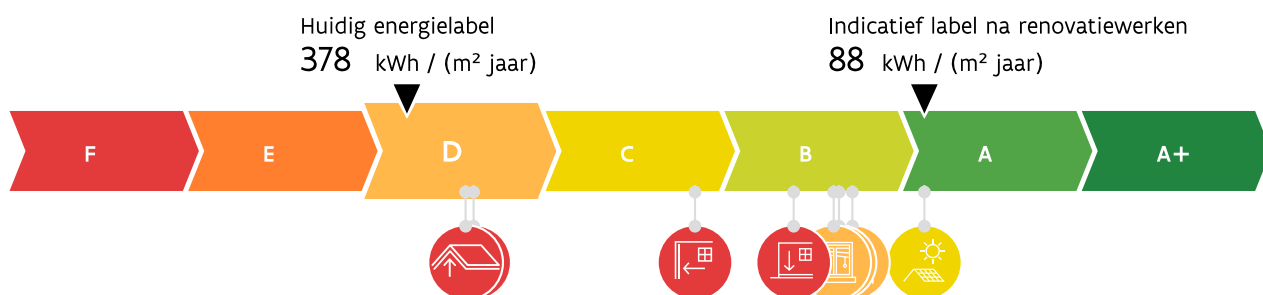 Huidig energielabel
378 kWh / (m² jaar)
Indicatief label na renovatiewerken
88 kWh / (m² jaar)
F E D C B A A+